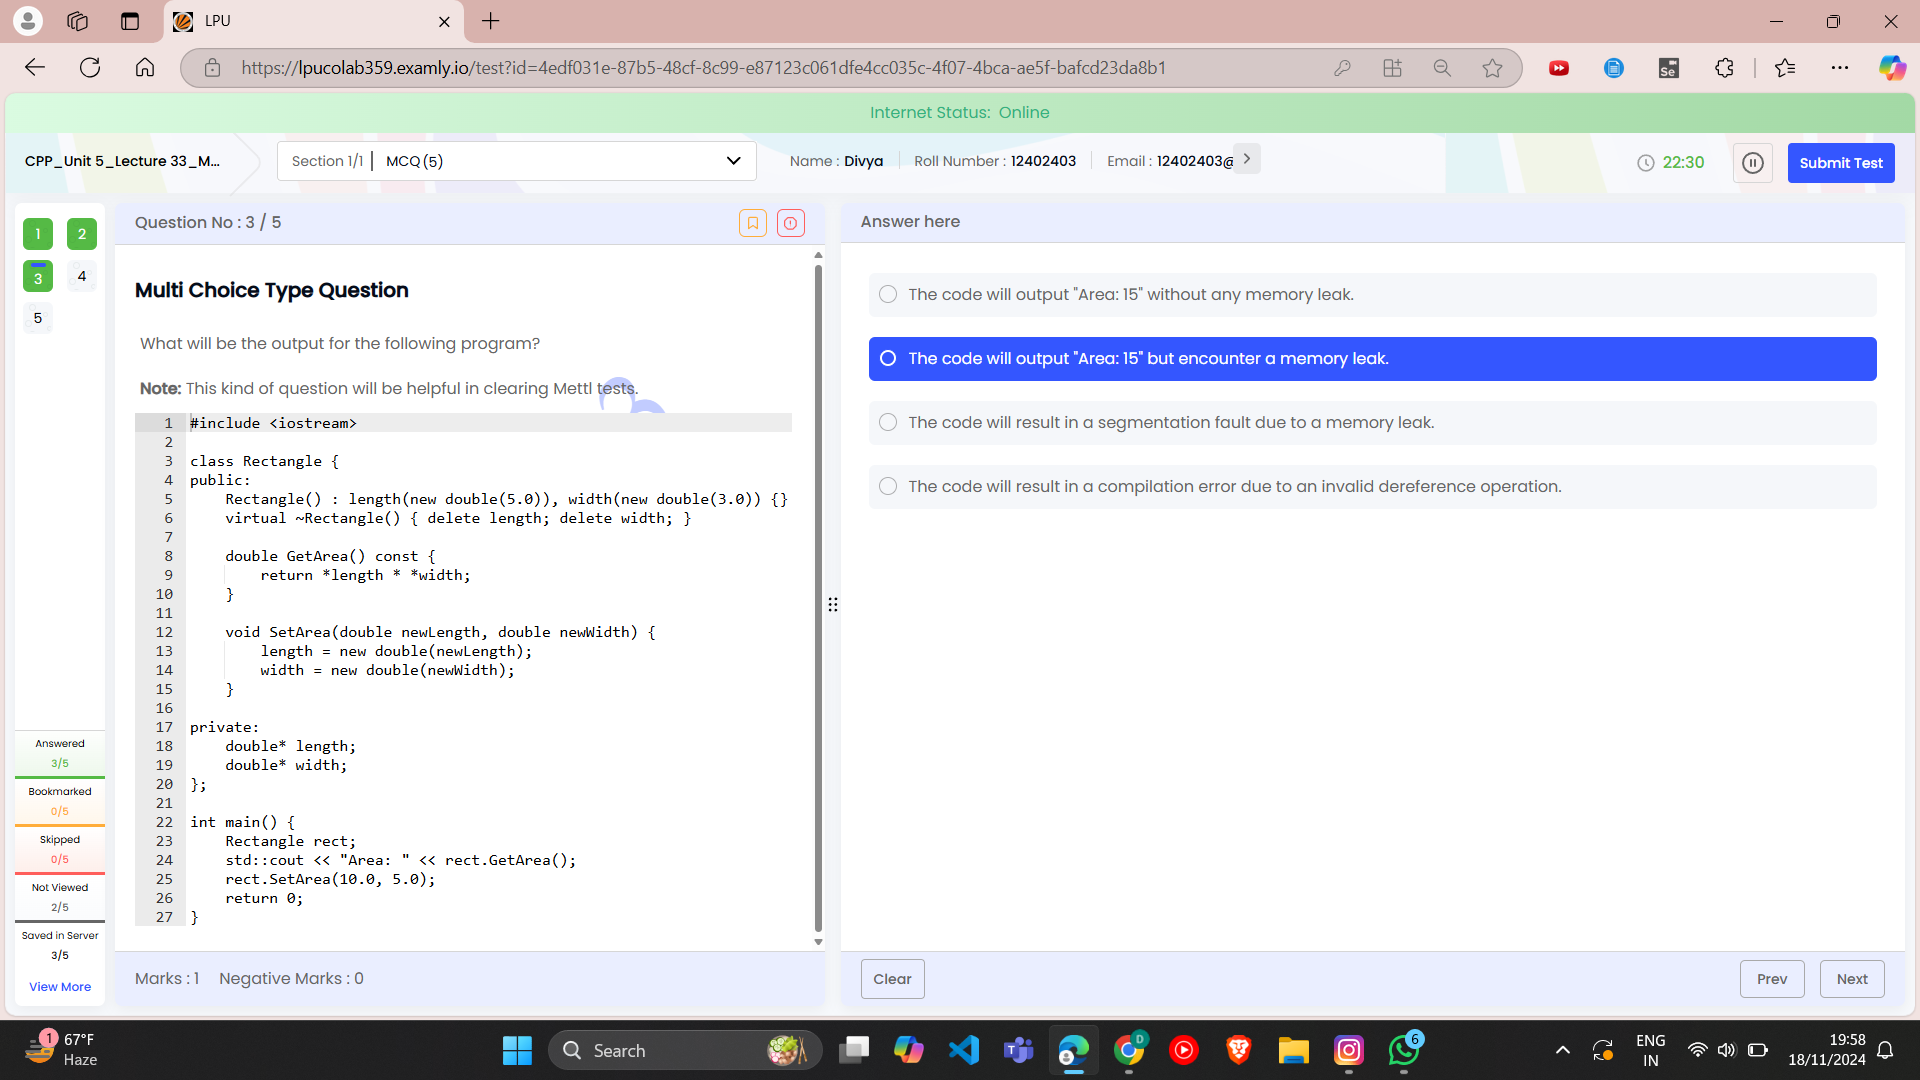 LPU
https://lpucolab359.examly.io/test?id=4edf031e-87b5-48cf-8c99-e87123c061dfe4cc035c-4f07-4bca-ae5f-bafcd23da8b1
Internet Status: Online
CPP_Unit 5_Lecture 33_M...
Section 1/1 | MCQ(5)
Name : Divya
Roll Number : 12402403
Email : 12402403@
22:30
Submit Test
1 2
3 4
5
Question No : 3 / 5
Multi Choice Type Question
What will be the output for the following program?
Note: This kind of question will be helpful in clearing Mettl tests.
1 #include <iostream>
2
3 class Rectangle {
4 public:
5     Rectangle() : length(new double(5.0)), width(new double(3.0)) {}
6     virtual ~Rectangle() { delete length; delete width; }
7
8     double GetArea() const {
9         return *length * *width;
10     }
11
12     void SetArea(double newLength, double newWidth) {
13         length = new double(newLength);
14         width = new double(newWidth);
15     }
16
17 private:
18     double* length;
19     double* width;
20 };
21
22 int main() {
23     Rectangle rect;
24     std::cout << "Area: " << rect.GetArea();
25     rect.SetArea(10.0, 5.0);
26     return 0;
27 }
Marks : 1 Negative Marks : 0
Answer here
The code will output "Area: 15" without any memory leak.
The code will output "Area: 15" but encounter a memory leak.
The code will result in a segmentation fault due to a memory leak.
The code will result in a compilation error due to an invalid dereference operation.
Clear
Prev
Next
Answered
3/5
Bookmarked
0/5
Skipped
0/5
Not Viewed
2/5
Saved in Server
3/5
View More
1
67°F
Haze
Search
D
6
ENG
IN
19:58
18/11/2024